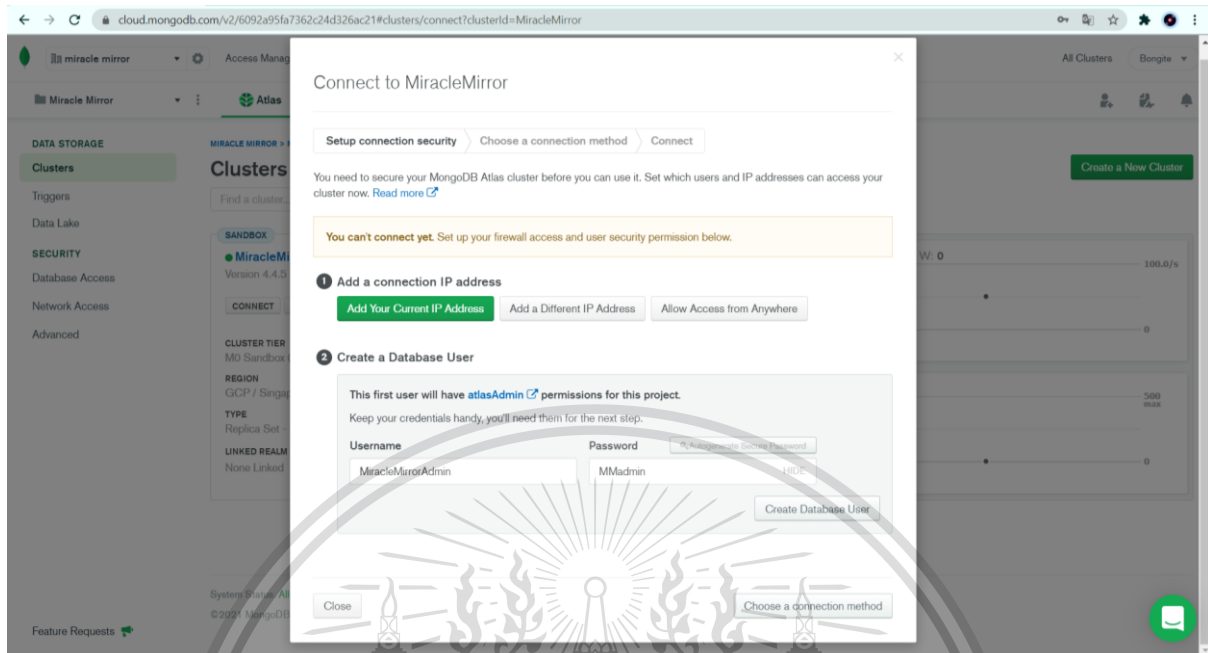 cloud.mongodb.com/v2/6092a95fa7362c24d326ac21#clusters/connect?clusterId=MiracleMirror
miracle mirror
Access Manag
All Clusters
Bongite
Miracle Mirror
Atlas
DATA STORAGE
Clusters
Triggers
Data Lake
SECURITY
Database Access
Network Access
Advanced
Feature Requests
MIRACLE MIRROR >
Clusters
Find a cluster...
Create a New Cluster
SANDBOX
MiracleMi
Version 4.4.5
CONNECT
CLUSTER TIER
M0 Sandbox
REGION
GCP / Singap
TYPE
Replica Set -
LINKED REALM
None Linked
W: 0
100.0/s
0
500
max
0
System Status: All
©2021 MongoDB
Connect to MiracleMirror
Setup connection security
Choose a connection method
Connect
You need to secure your MongoDB Atlas cluster before you can use it. Set which users and IP addresses can access your
cluster now. Read more
You can't connect yet. Set up your firewall access and user security permission below.
1 Add a connection IP address
Add Your Current IP Address
Add a Different IP Address
Allow Access from Anywhere
2 Create a Database User
This first user will have atlasAdmin permissions for this project.
Keep your credentials handy, you'll need them for the next step.
Username
Password
Autogenerate Secure Password
MiracleMirrorAdmin
MMadmin
HIDE
Create Database User
Close
Choose a connection method